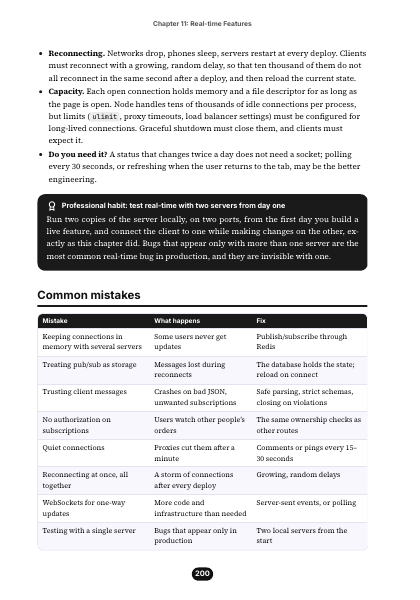 Chapter 11: Real-time Features
• Reconnecting. Networks drop, phones sleep, servers restart at every deploy. Clients
must reconnect with a growing, random delay, so that ten thousand of them do not
all reconnect in the same second after a deploy, and then reload the current state.
• Capacity. Each open connection holds memory and a file descriptor for as long as
the page is open. Node handles tens of thousands of idle connections per process,
but limits ( ulimit , proxy timeouts, load balancer settings) must be configured for
long-lived connections. Graceful shutdown must close them, and clients must
expect it.
• Do you need it? A status that changes twice a day does not need a socket; polling
every 30 seconds, or refreshing when the user returns to the tab, may be the better
engineering.
Professional habit: test real-time with two servers from day one
Run two copies of the server locally, on two ports, from the first day you build a
live feature, and connect the client to one while making changes on the other, ex-
actly as this chapter did. Bugs that appear only with more than one server are the
most common real-time bug in production, and they are invisible with one.
Common mistakes
Mistake What happens Fix
Keeping connections in Some users never get Publish/subscribe through
memory with several servers updates Redis
Treating pub/sub as storage Messages lost during The database holds the state;
reconnects reload on connect
Trusting client messages Crashes on bad JSON, Safe parsing, strict schemas,
unwanted subscriptions closing on violations
No authorization on Users watch other people's The same ownership checks as
subscriptions orders other routes
Quiet connections Proxies cut them after a Comments or pings every 15–
minute 30 seconds
Reconnecting at once, all A storm of connections Growing, random delays
together after every deploy
WebSockets for one-way More code and Server-sent events, or polling
updates infrastructure than needed
Testing with a single server Bugs that appear only in Two local servers from the
production start
200